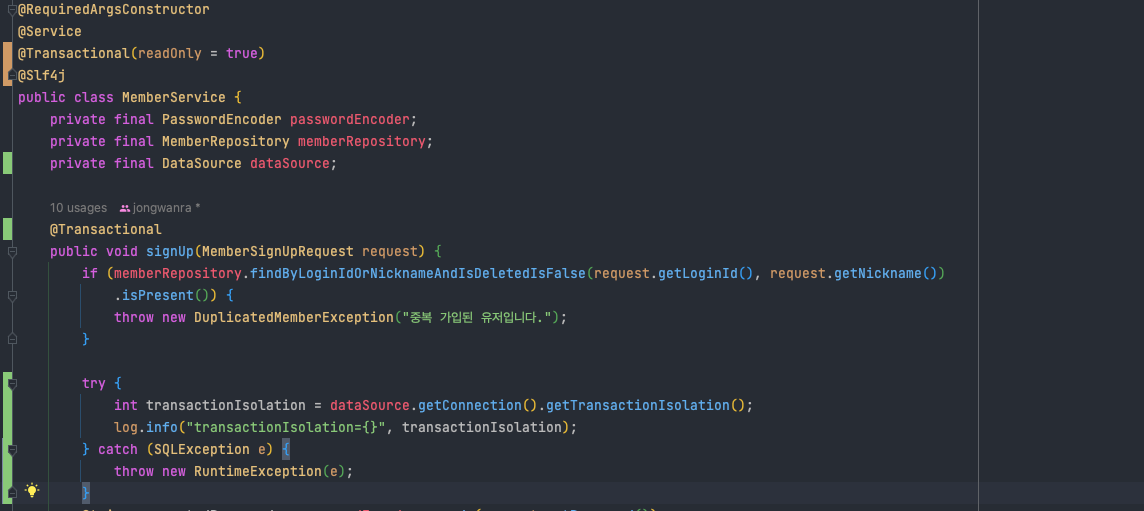 @RequiredArgsConstructor
@Service
@Transactional(readOnly = true)
@Slf4j
public class MemberService {
private final PasswordEncoder passwordEncoder;
private final MemberRepository memberRepository;
private final DataSource dataSource;
10 usages jongwanra *
@Transactional
public void signUp(MemberSignUpRequest request) {
if (memberRepository.findByLoginIdOrNicknameAndIsDeletedIsFalse(request.getLoginId(), request.getNickname())
.isPresent()) {
throw new DuplicatedMemberException("중복 가입된 유저입니다.");
}
try {
int transactionIsolation = dataSource.getConnection().getTransactionIsolation();
log.info("transactionIsolation={}", transactionIsolation);
} catch (SQLException e) {
throw new RuntimeException(e);
}